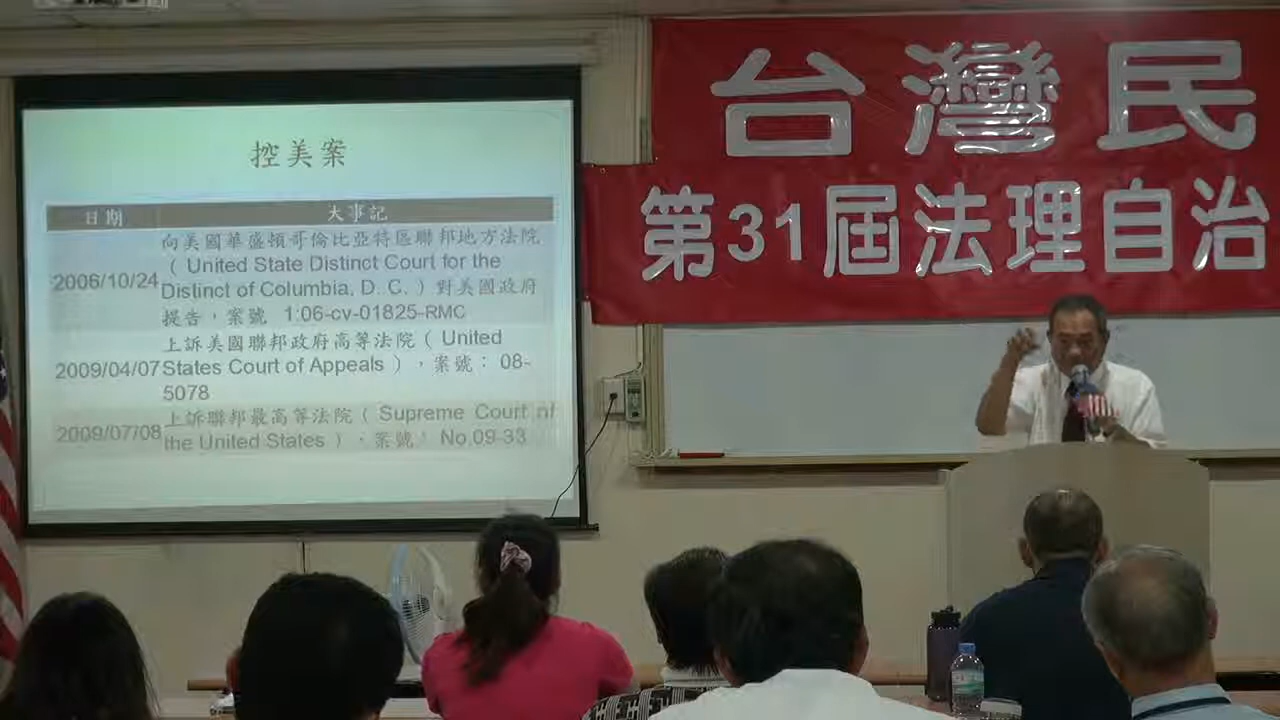 控美案
日期 大事記
2006/10/24 向美國華盛頓哥倫比亞特區聯邦地方法院
( United State Distinct Court for the
Distinct of Columbia, D. C. ) 對美國政府
提告，案號 1:06-cv-01825-RMC
2009/04/07 上訴美國聯邦政府高等法院 ( United
States Court of Appeals )，案號： 08-
5078
2009/07/08 上訴聯邦最高等法院 ( Supreme Court of
the United States )，案號： No.09-33
台灣民
第31屆法理自治